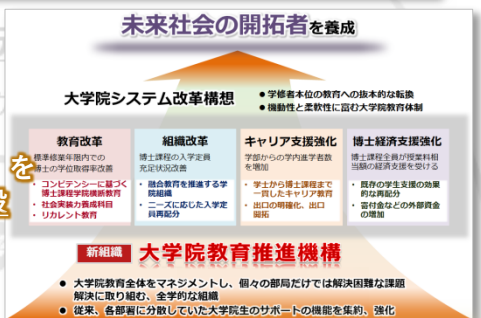 未来社会の開拓者を養成
大学院システム改革構想
● 学修者本位の教育への抜本的な転換
● 機動性と柔軟性に富む大学院教育体制
教育改革
標準修業年限内での
博士の学位取得率改善
• コンピテンシーに基づく
博士課程学院横断教育
• 社会実装力養成科目
• リカレント教育
組織改革
博士課程の入学定員
充足状況改善
• 融合教育を推進する学
院組織
• ニーズに応じた入学定
員再配分
キャリア支援強化
学部からの学内進学者数
を増加
• 学士から博士課程まで
一貫したキャリア教育
• 出口の明確化、出口
開拓
博士経済支援強化
博士課程全員が授業料相
当額の経済支援を受ける
• 既存の学生支援の効果
的な再配分
• 寄付金などの外部資金
の増加
を
新組織 大学院教育推進機構
● 大学院教育全体をマネジメントし、個々の部局だけでは解決困難な課題
解決に取り組む、全学的な組織
● 従来、各部署に分散していた大学院生のサポートの機能を集約、強化